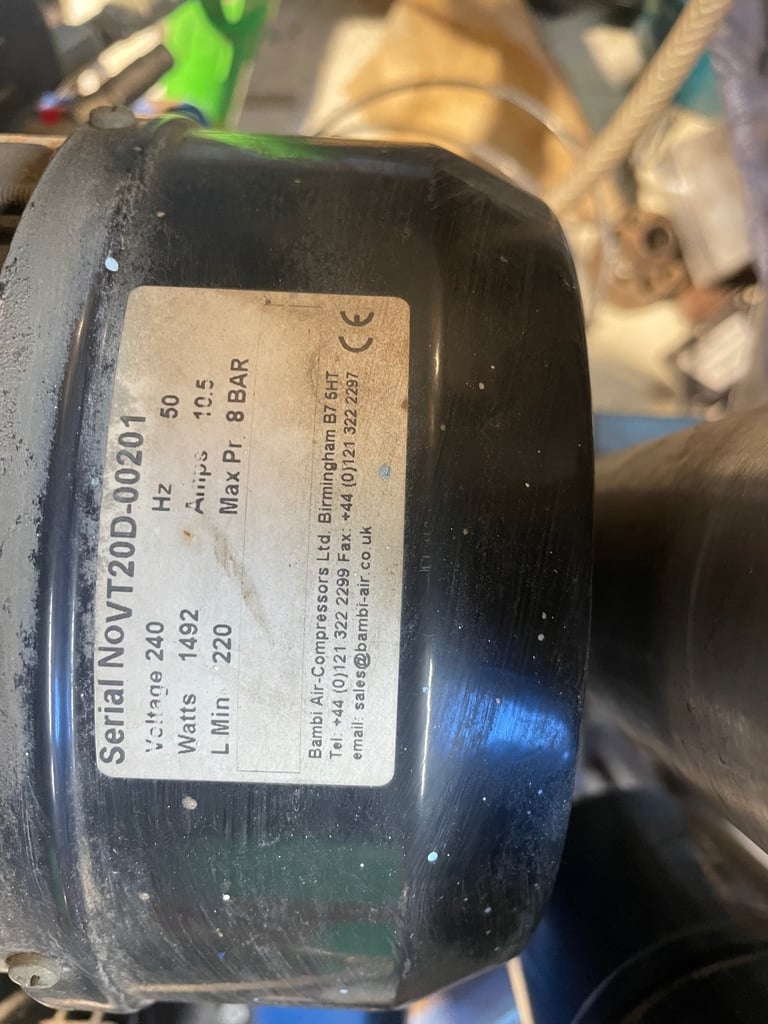 Serial NoVT20D-00201
Voltage 240 Hz 50
Watts 1492 Amps 10.5
L Min 220 Max Pr 8 BAR
Bambi Air-Compressors Ltd. Birmingham B7 5HT
Tel: +44 (0)121 322 2299 Fax: +44 (0)121 322 2297
email: sales@bambi-air.co.uk
CE